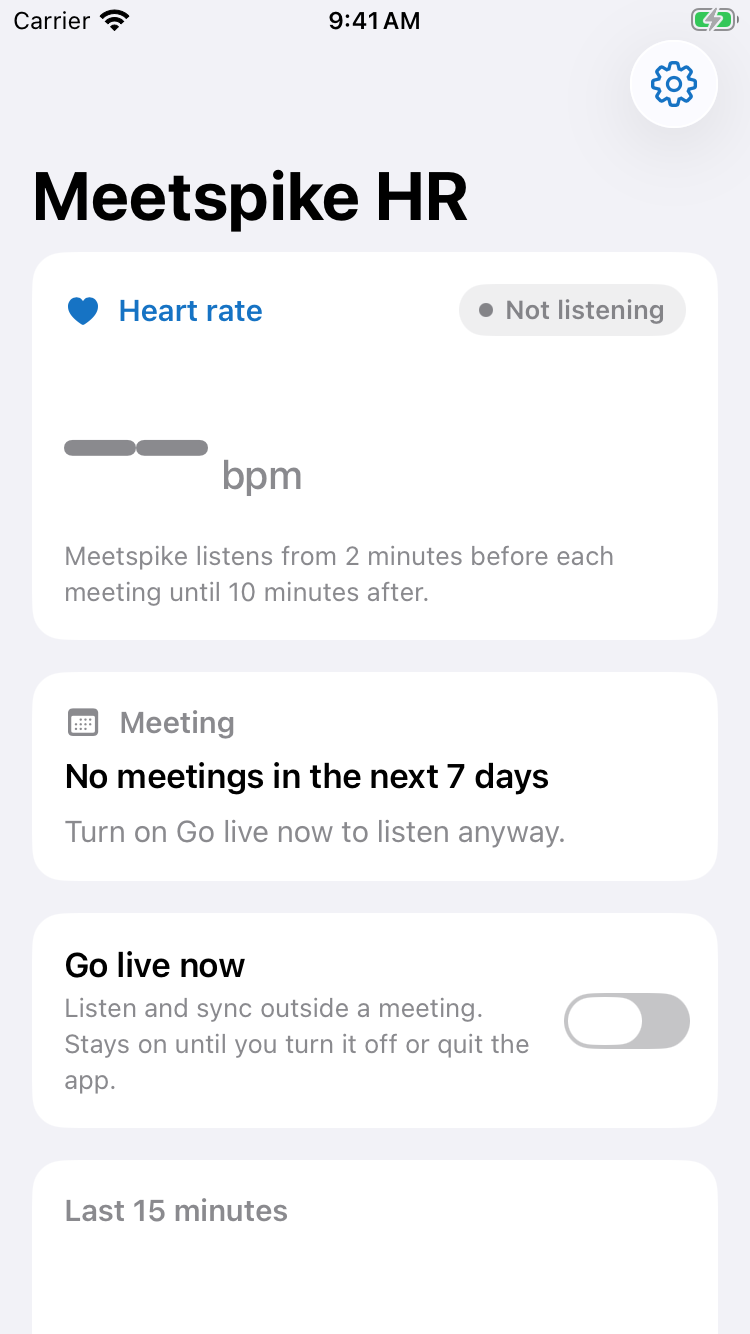 Carrier 9:41 AM
Meetspike HR
Heart rate
Not listening
-- bpm
Meetspike listens from 2 minutes before each
meeting until 10 minutes after.
Meeting
No meetings in the next 7 days
Turn on Go live now to listen anyway.
Go live now
Listen and sync outside a meeting.
Stays on until you turn it off or quit the
app.
Last 15 minutes